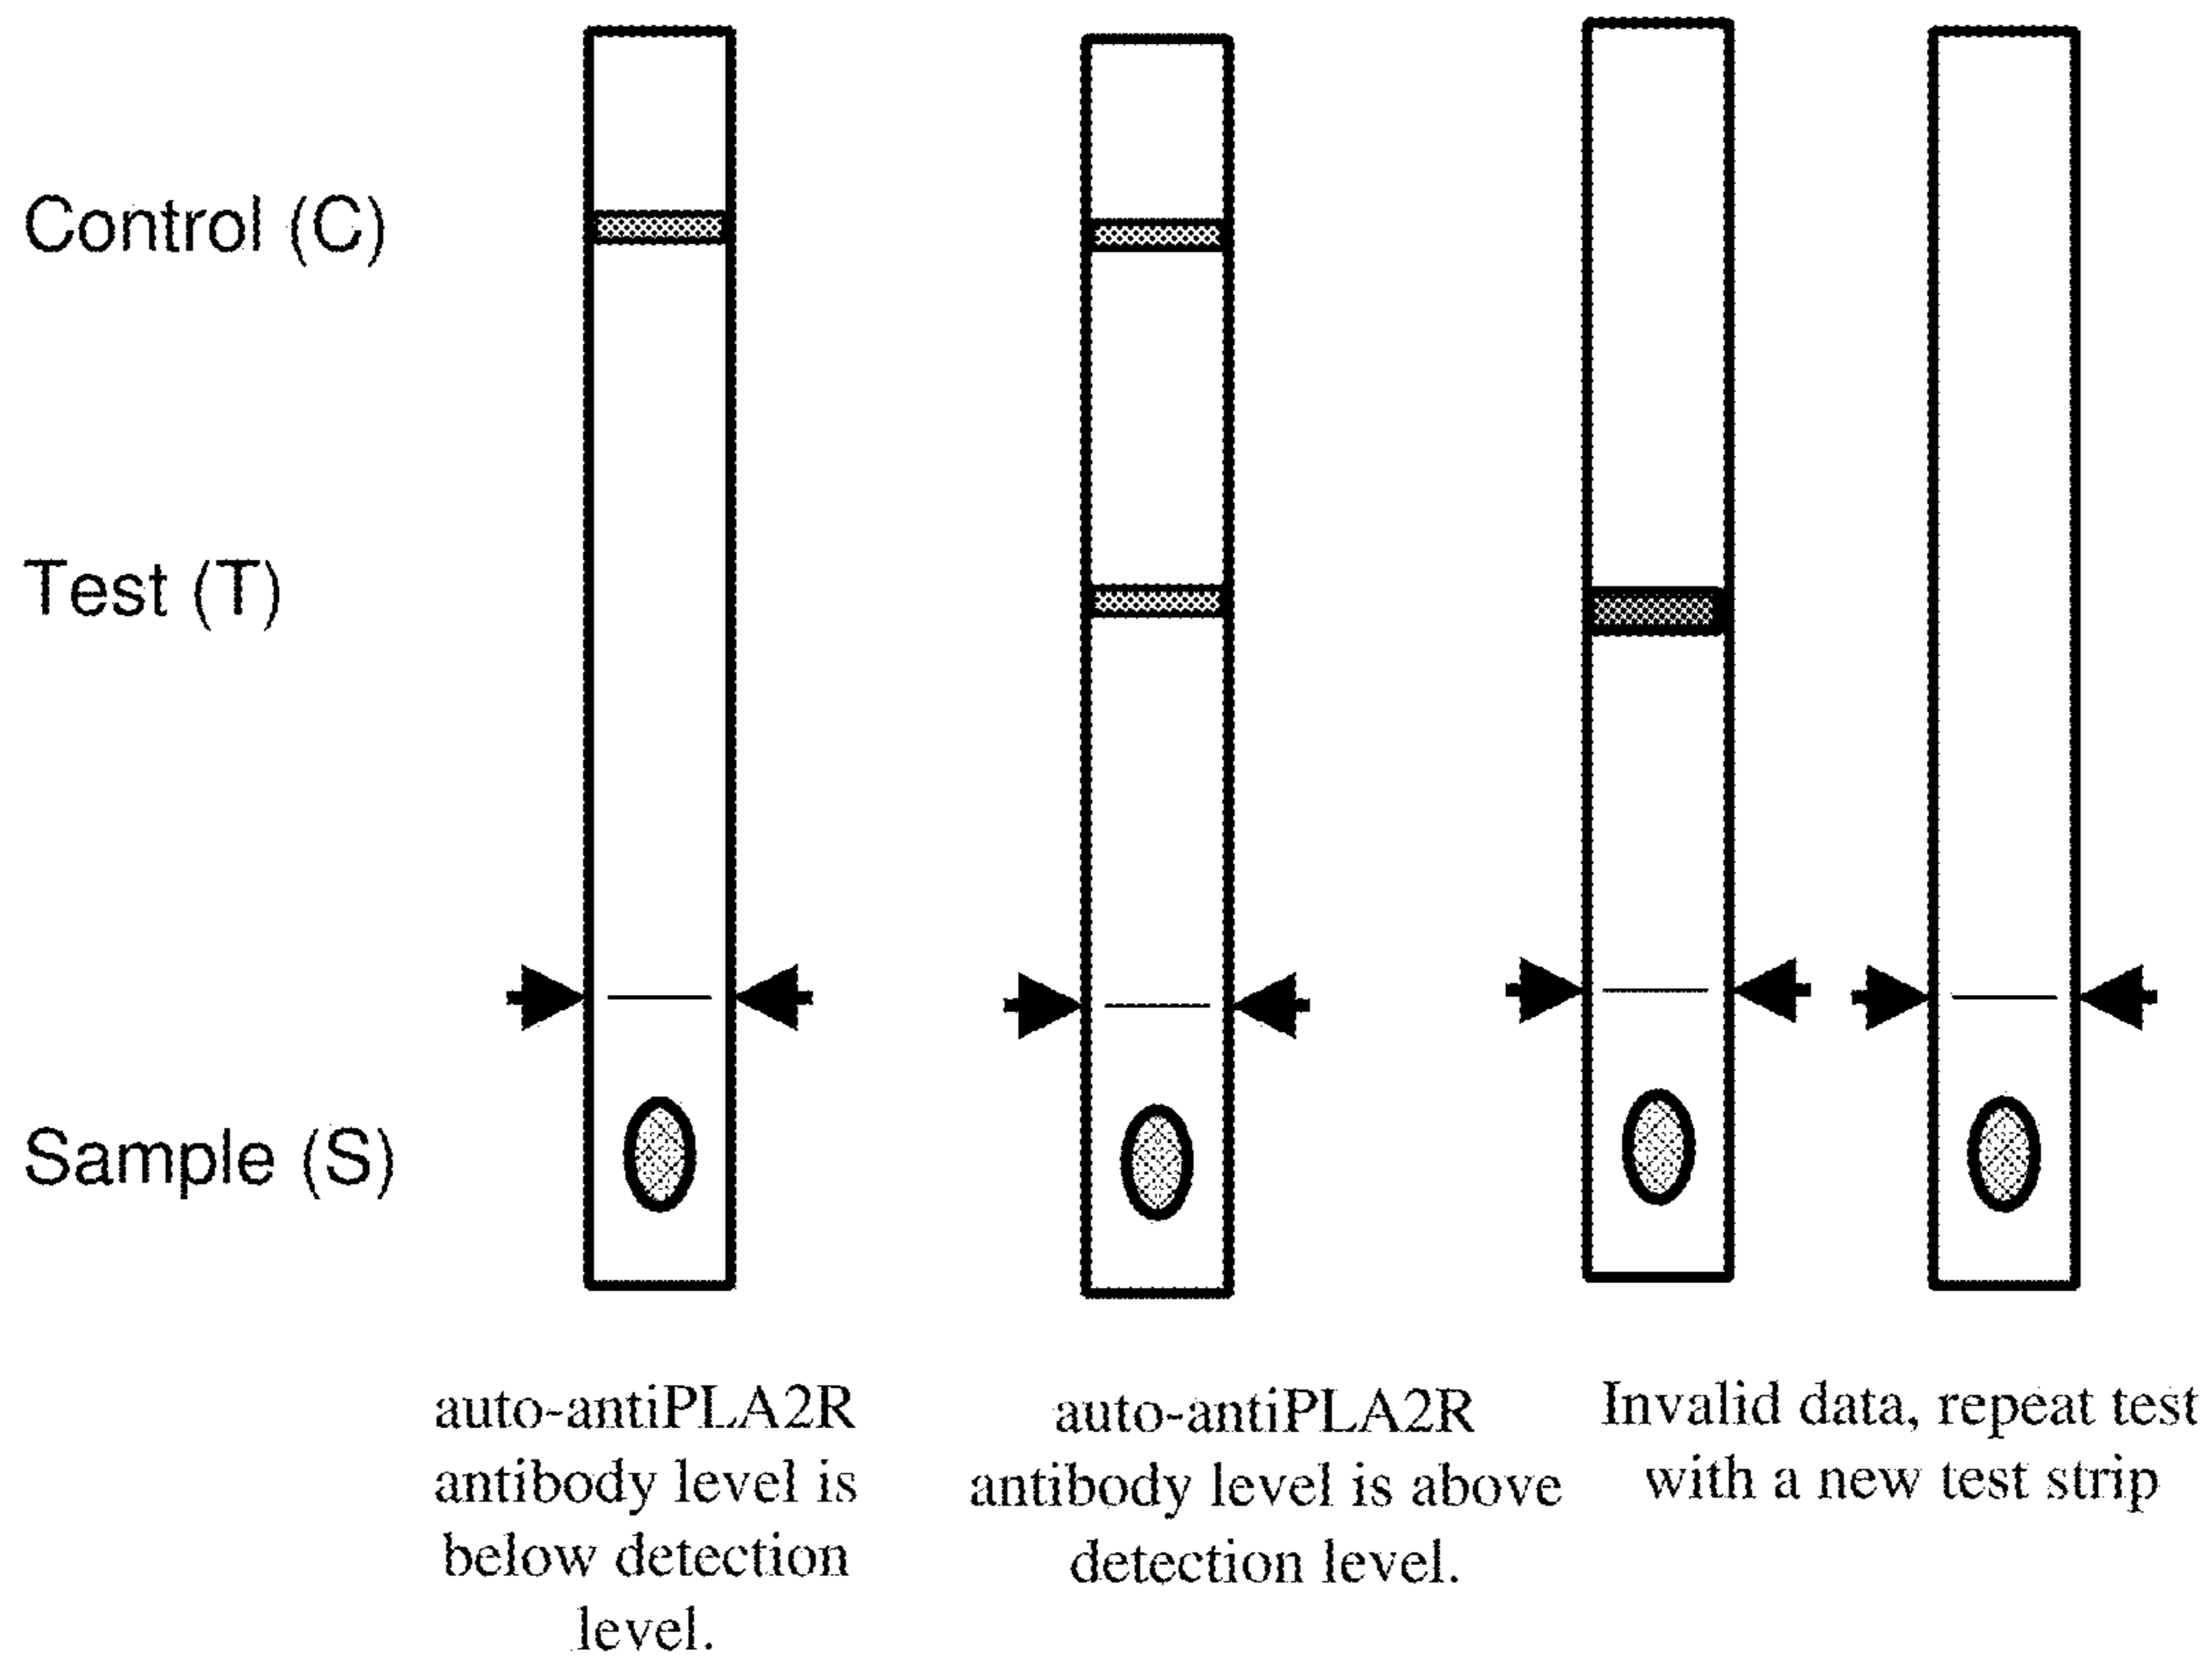 Control (C)
Test (T)
Sample (S)
auto-antiPLA2R
antibody level is
below detection
level.
auto-antiPLA2R
antibody level is above
detection level.
Invalid data, repeat test
with a new test strip